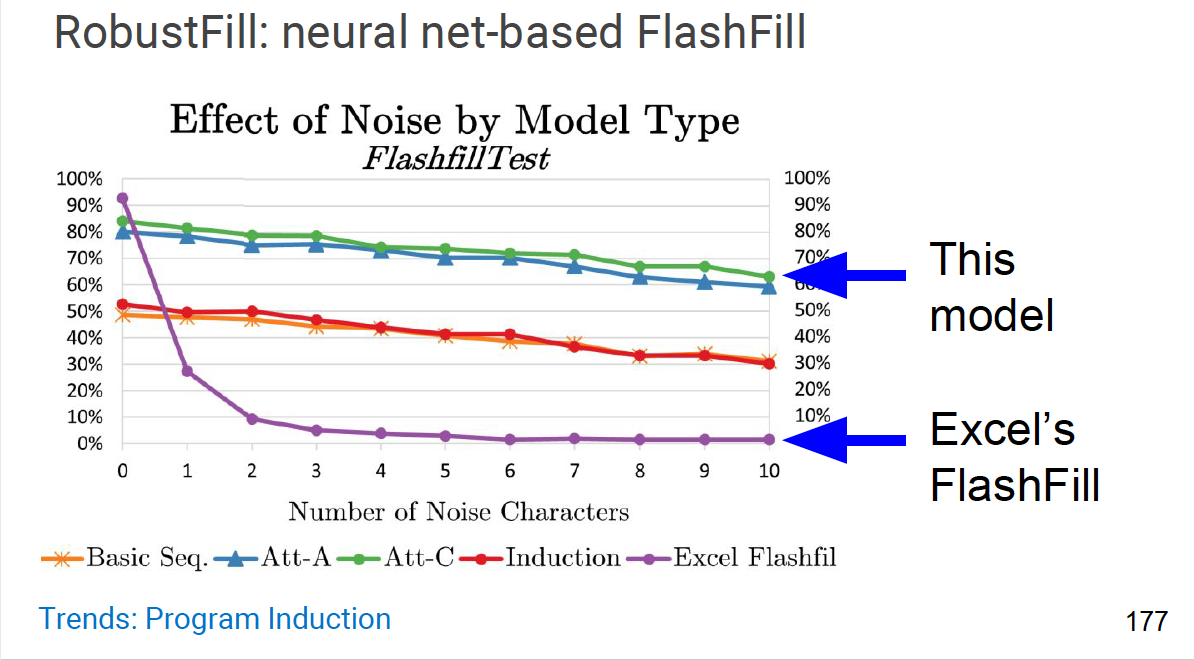 RobustFill: neural net-based FlashFill
Effect of Noise by Model Type
FlashfillTest
100%
90%
80%
70%
60%
50%
40%
30%
20%
10%
0%
100%
90%
80%
70%
60%
50%
40%
30%
20%
10%
0 1 2 3 4 5 6 7 8 9 10
Number of Noise Characters
Basic Seq. Att-A Att-C Induction Excel Flashfil
This
model
Excel's
FlashFill
Trends: Program Induction
177